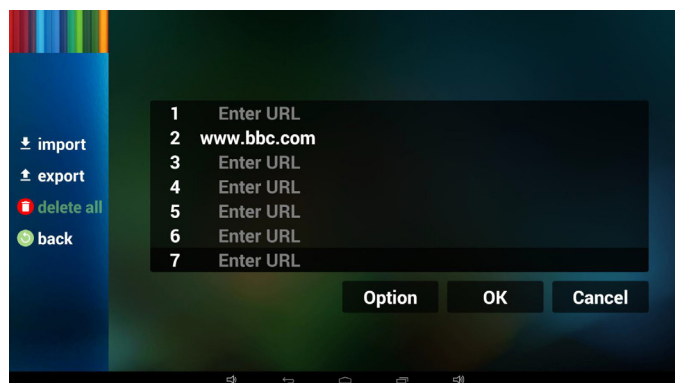 import
export
delete all
back
1 Enter URL
2 www.bbc.com
3 Enter URL
4 Enter URL
5 Enter URL
6 Enter URL
7 Enter URL
Option OK Cancel